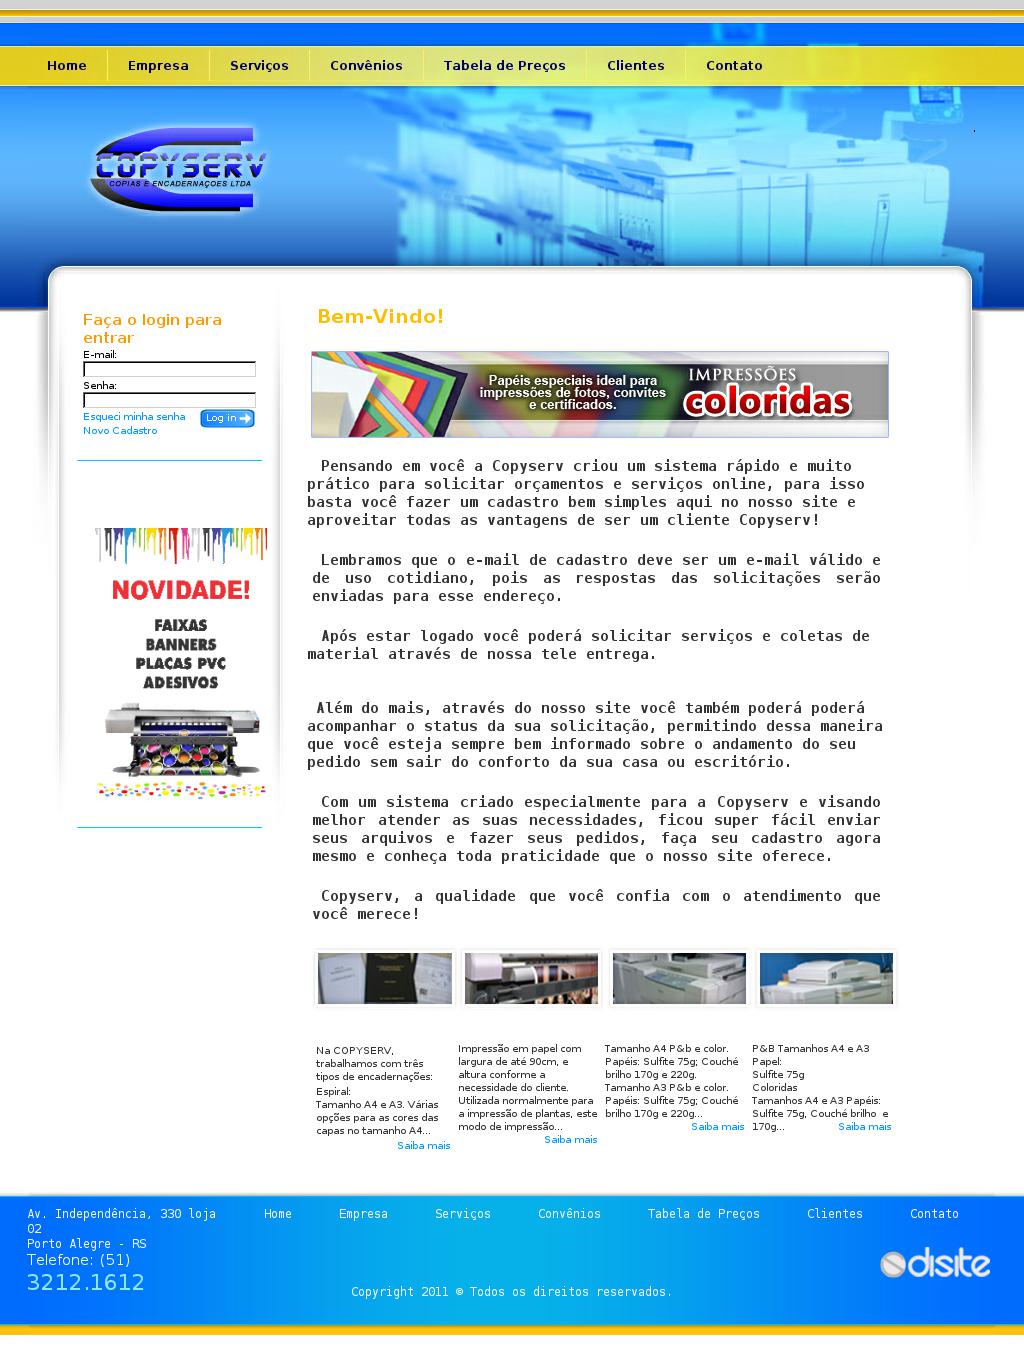 Home Empresa Serviços Convênios Tabela de Preços Clientes Contato
COPYSERV
COPIAS E ENCADERNAÇOES LTDA
Faça o login para
entrar
E-mail:
Senha:
Esqueci minha senha
Log in
Novo Cadastro
NOVIDADE!
FAIXAS
BANNERS
PLACAS PVC
ADESIVOS
Bem-Vindo!
Papéis especiais ideal para
impressões de fotos, convites
e certificados.
IMPRESSÕES
coloridas
Pensando em você a Copyserv criou um sistema rápido e muito
prático para solicitar orçamentos e serviços online, para isso
basta você fazer um cadastro bem simples aqui no nosso site e
aproveitar todas as vantagens de ser um cliente Copyserv!
Lembramos que o e-mail de cadastro deve ser um e-mail válido e
de uso cotidiano, pois as respostas das solicitações serão
enviadas para esse endereço.
Após estar logado você poderá solicitar serviços e coletas de
material através de nossa tele entrega.
Além do mais, através do nosso site você também poderá poderá
acompanhar o status da sua solicitação, permitindo dessa maneira
que você esteja sempre bem informado sobre o andamento do seu
pedido sem sair do conforto da sua casa ou escritório.
Com um sistema criado especialmente para a Copyserv e visando
melhor atender as suas necessidades, ficou super fácil enviar
seus arquivos e fazer seus pedidos, faça seu cadastro agora
mesmo e conheça toda praticidade que o nosso site oferece.
Copyserv, a qualidade que você confia com o atendimento que
você merece!
Na COPYSERV,
trabalhamos com três
tipos de encadernações:
Espiral:
Tamanho A4 e A3. Várias
opções para as cores das
capas no tamanho A4...
Saiba mais
Impressão em papel com
largura de até 90cm, e
altura conforme a
necessidade do cliente.
Utilizada normalmente para
a impressão de plantas, este
modo de impressão...
Saiba mais
Tamanho A4 P&b e color.
Papéis: Sulfite 75g; Couché
brilho 170g e 220g.
Tamanho A3 P&b e color.
Papéis: Sulfite 75g; Couché
brilho 170g e 220g...
Saiba mais
P&B Tamanhos A4 e A3
Papel:
Sulfite 75g
Coloridas
Tamanhos A4 e A3 Papéis:
Sulfite 75g, Couché brilho e
170g...
Saiba mais
Av. Independência, 330 loja
02
Porto Alegre - RS
Telefone: (51)
3212.1612
Home Empresa Serviços Convênios Tabela de Preços Clientes Contato
disite
Copyright 2011 © Todos os direitos reservados.